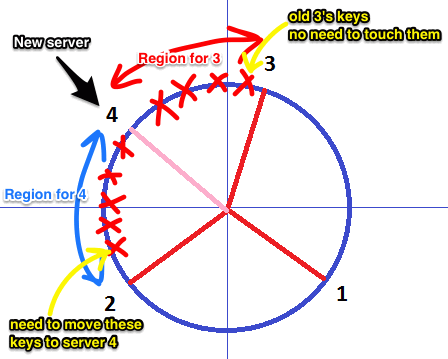 old 3's keys
no need to touch them
New server
Region for 3
3
4
Region for 4
2
1
need to move these
keys to server 4